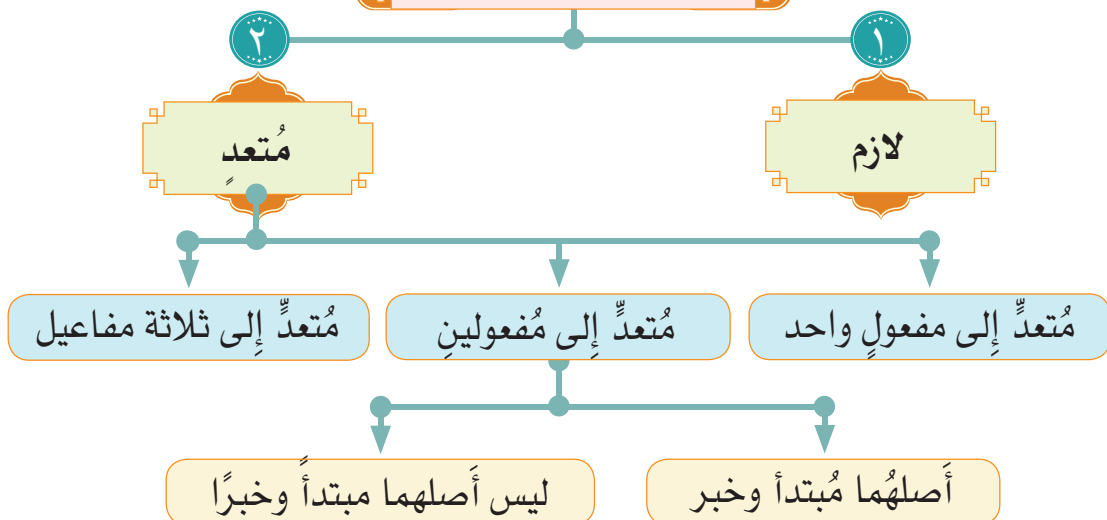 ١
٢
لازم
مُتعدٍ
مُتعدٍّ إِلى مفعولٍ واحد
مُتعدٍّ إِلى مُفعولينِ
مُتعدٍّ إِلى ثلاثة مفاعيل
أَصلهُما مُبتدأ وخبر
ليس أَصلهما مبتدأً وخبرًا